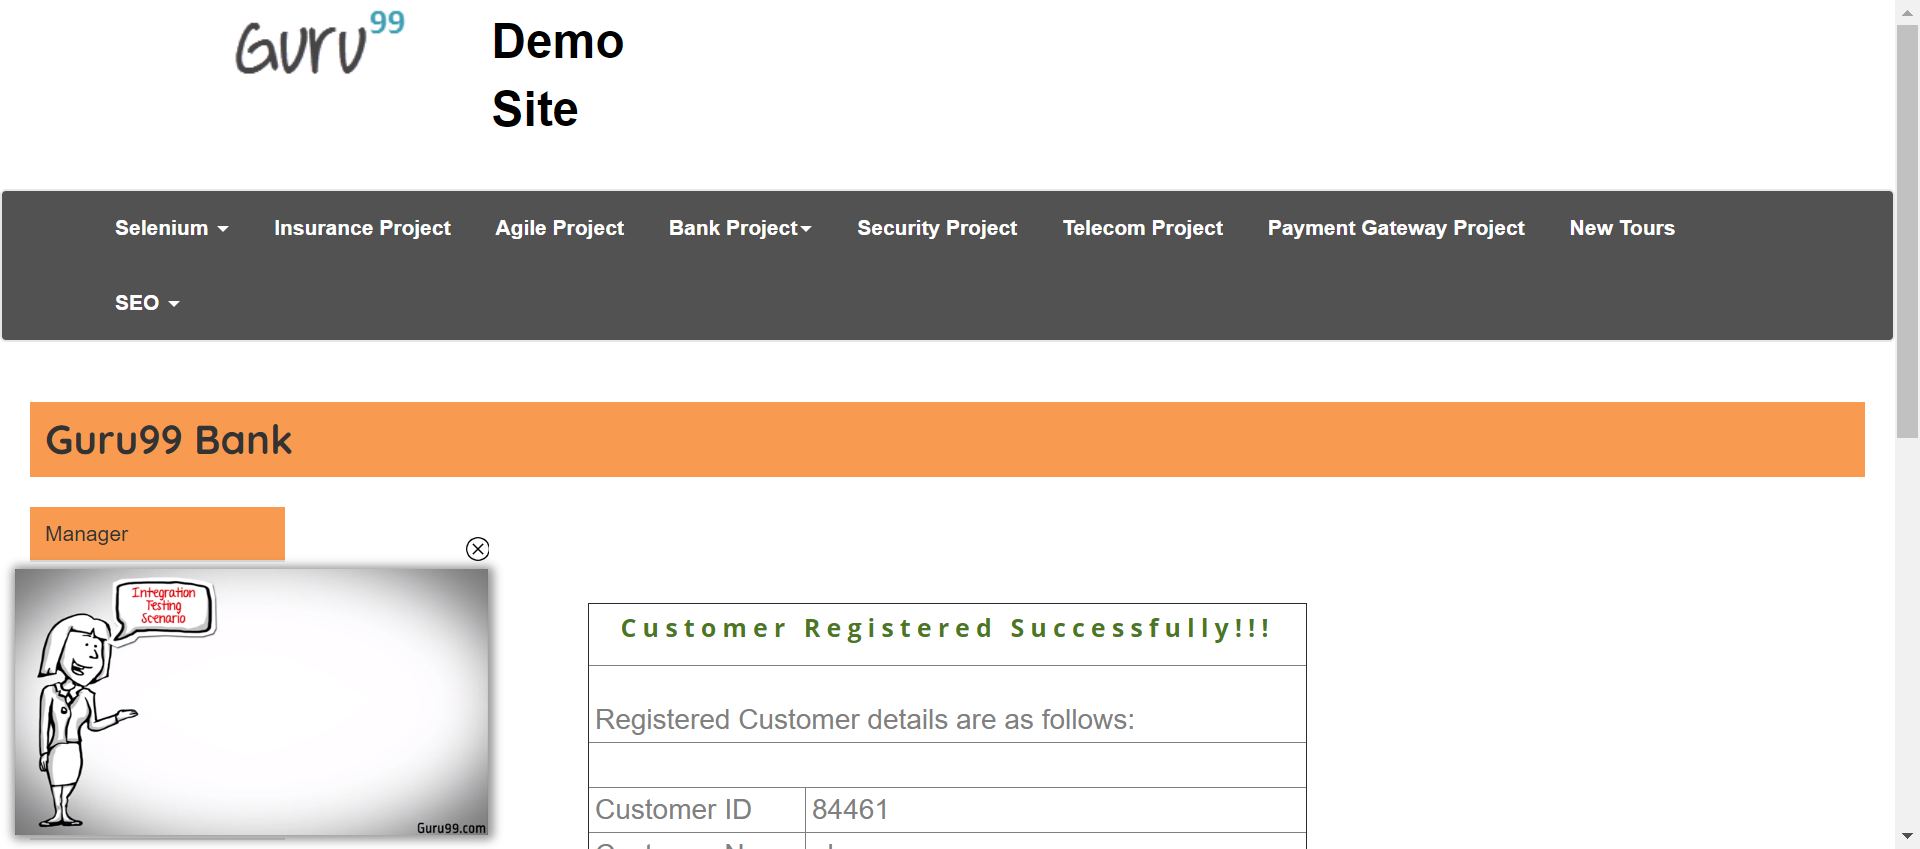 Guru99
Demo
Site
Selenium
Insurance Project
Agile Project
Bank Project
Security Project
Telecom Project
Payment Gateway Project
New Tours
SEO
Guru99 Bank
Manager
Integration
Testing
Scenario
Guru99.com
Customer Registered Successfully!!!
Registered Customer details are as follows:
Customer ID 84461